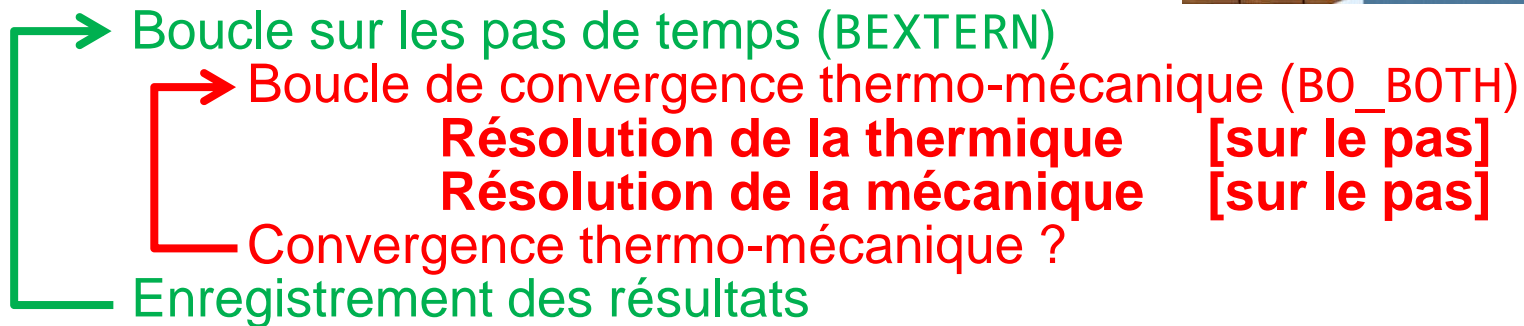 Boucle sur les pas de temps (BEXTERN)
Boucle de convergence thermo-mécanique (BO_BOTH)
Résolution de la thermique [sur le pas]
Résolution de la mécanique [sur le pas]
Convergence thermo-mécanique ?
Enregistrement des résultats